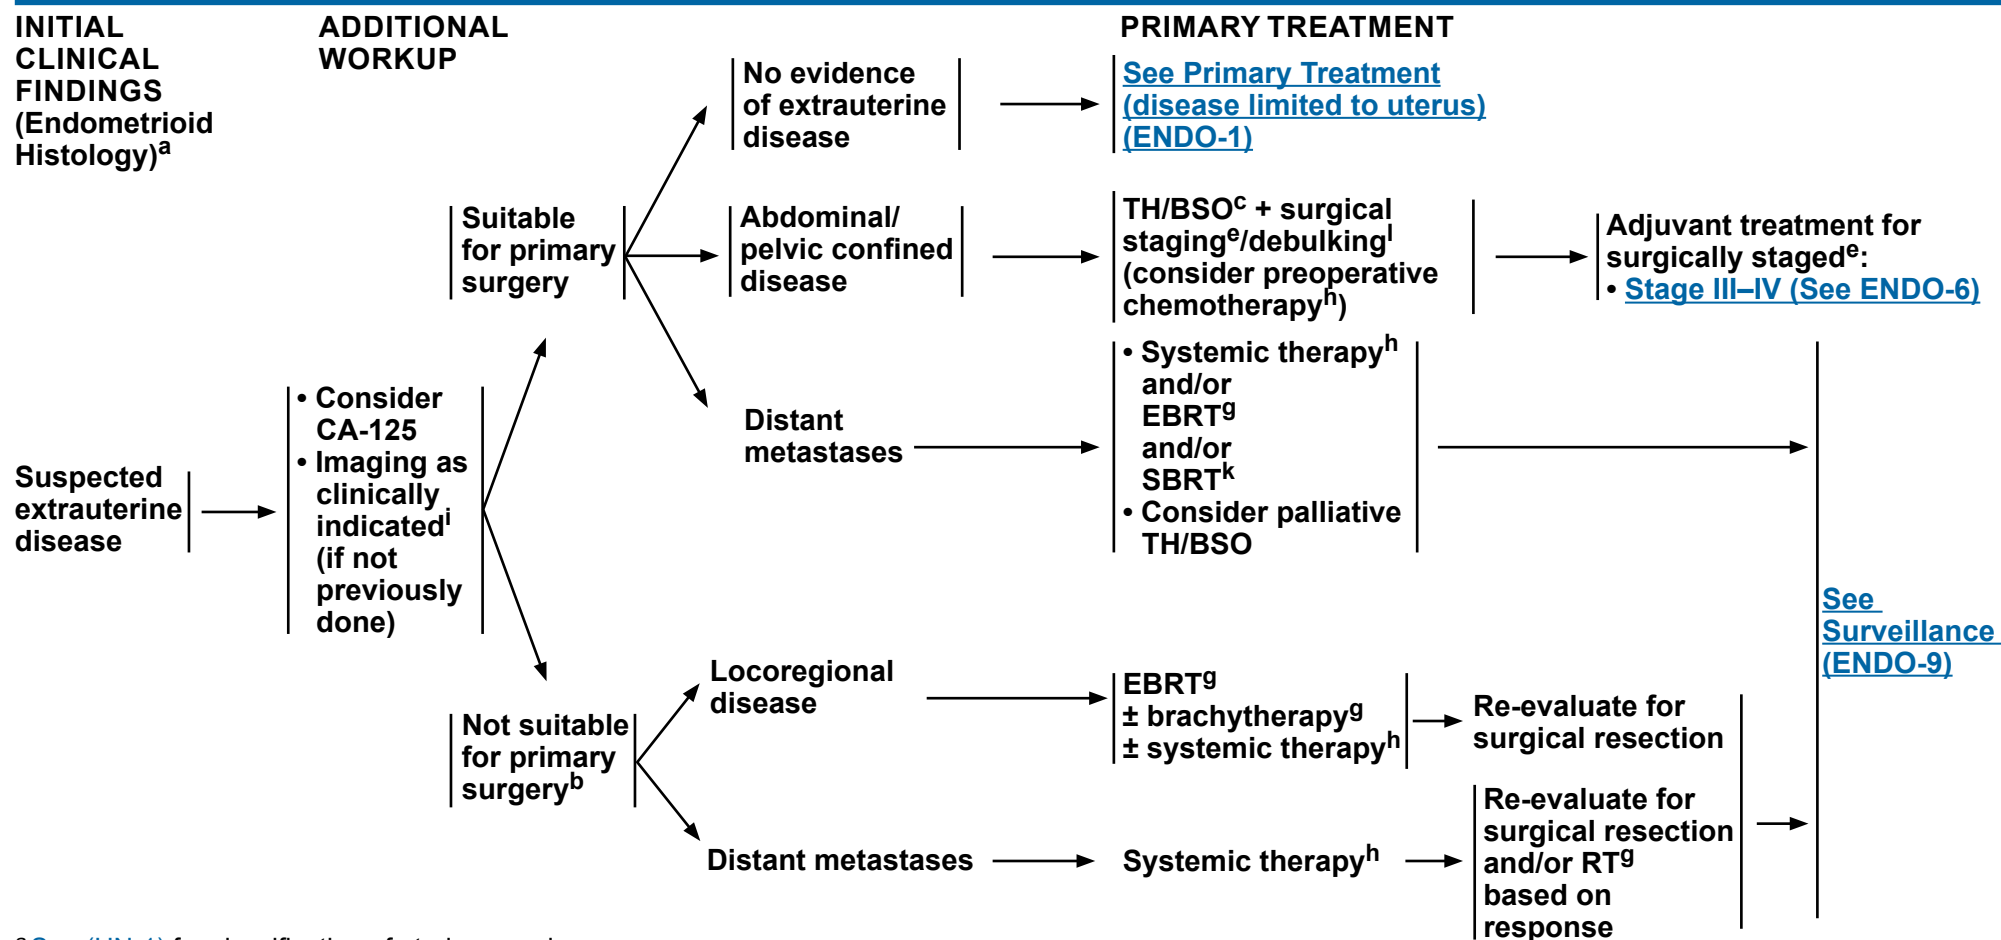 INITIAL
CLINICAL
FINDINGS
(Endometrioid
Histology)a
ADDITIONAL
WORKUP
PRIMARY TREATMENT
Suspected
extrauterine
disease
• Consider
CA-125
• Imaging as
clinically
indicatedi
(if not
previously
done)
Suitable
for primary
surgery
No evidence
of extrauterine
disease
See Primary Treatment
(disease limited to uterus)
(ENDO-1)
Abdominal/
pelvic confined
disease
TH/BSOc + surgical
staginge/debulkingl
(consider preoperative
chemotherapyh)
Adjuvant treatment for
surgically stagede:
• Stage III–IV (See ENDO-6)
Distant
metastases
• Systemic therapyh
and/or
EBRTg
and/or
SBRTk
• Consider palliative
TH/BSO
Not suitable
for primary
surgeryb
Locoregional
disease
EBRTg
± brachytherapyg
± systemic therapyh
Re-evaluate for
surgical resection
Distant metastases
Systemic therapyh
Re-evaluate for
surgical resection
and/or RTg
based on
response
See
Surveillance
(ENDO-9)